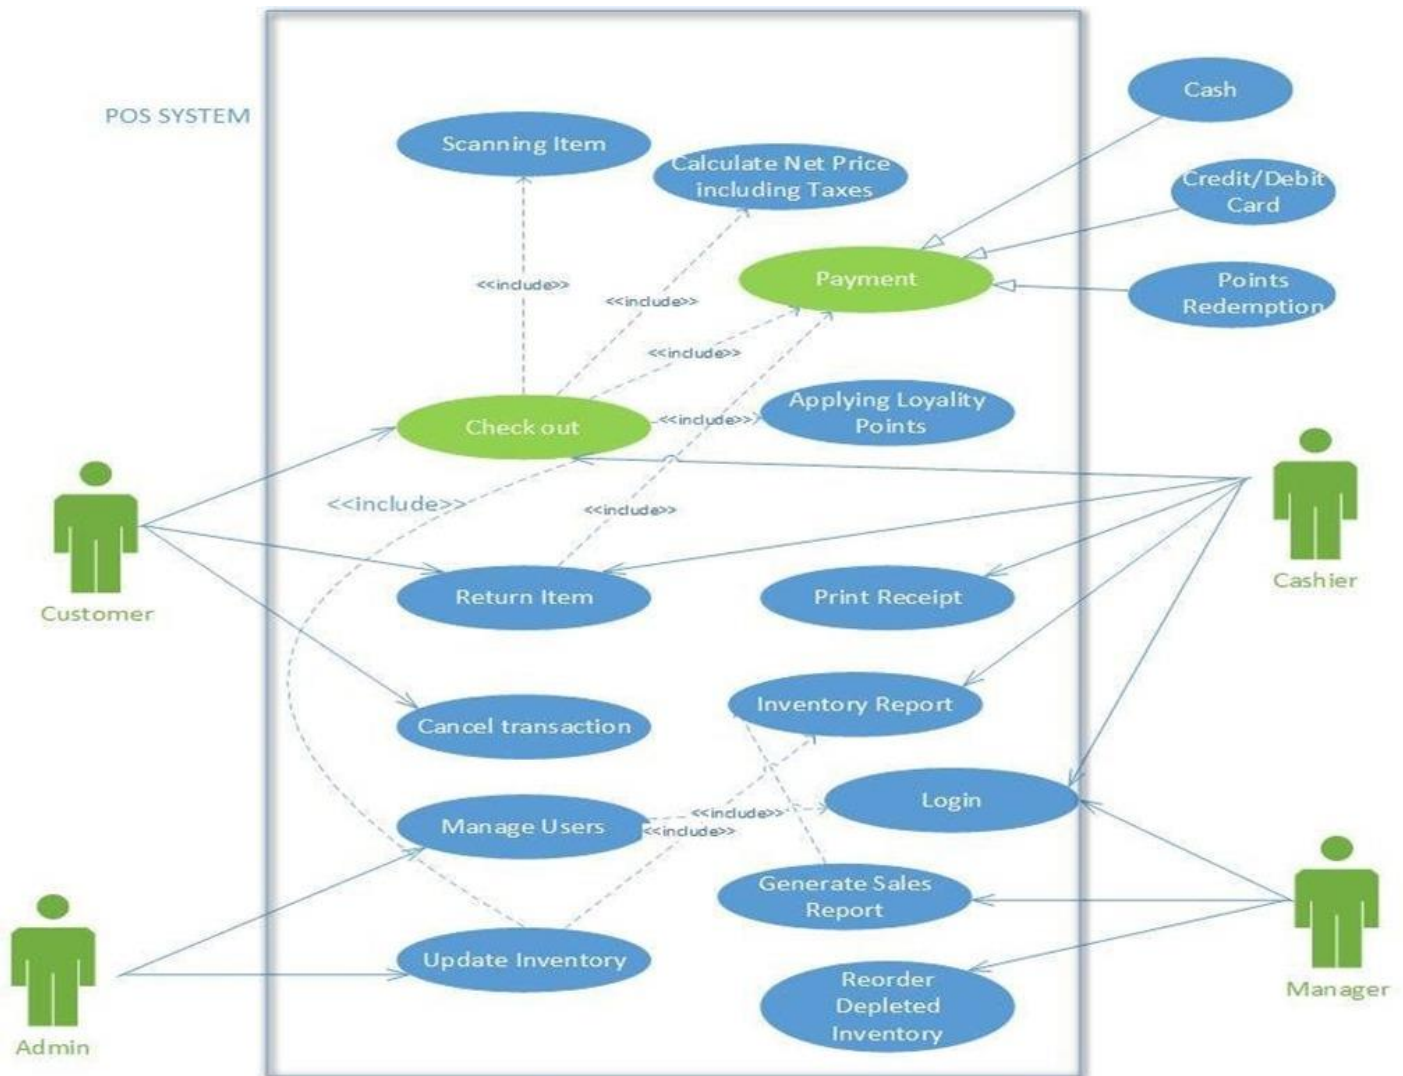 POS SYSTEM
Scanning Item
Calculate Net Price
including Taxes
Cash
Credit/Debit
Card
Payment
Points
Redemption
<<include>>
<<include>>
<<include>>
Check out
<<include>>
Applying Loyality
Points
<<include>>
<<include>>
Customer
Cashier
Return Item
Print Receipt
Cancel transaction
Inventory Report
Manage Users
<<include>>
<<include>>
Login
Generate Sales
Report
Update Inventory
Reorder
Depleted
Inventory
Admin
Manager